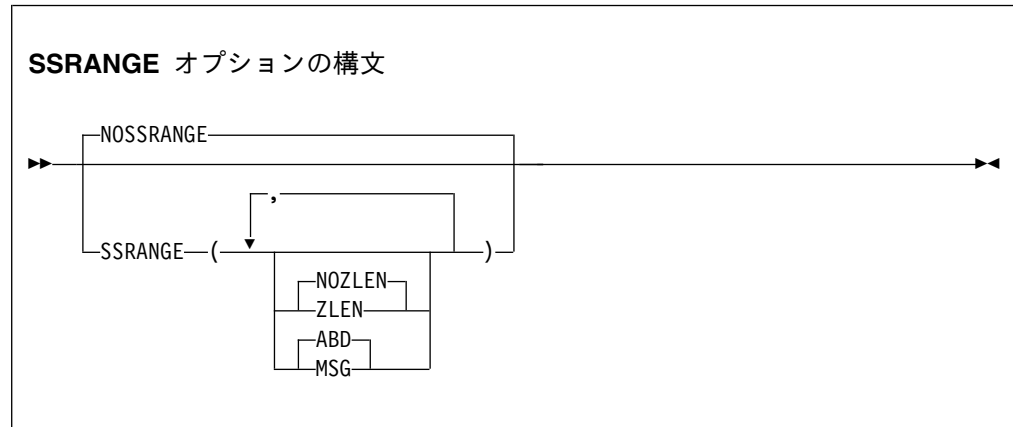 SSRANGE オプションの構文
NOSSRANGE
,
SSRANGE ( )
NOZLEN
ZLEN
ABD
MSG